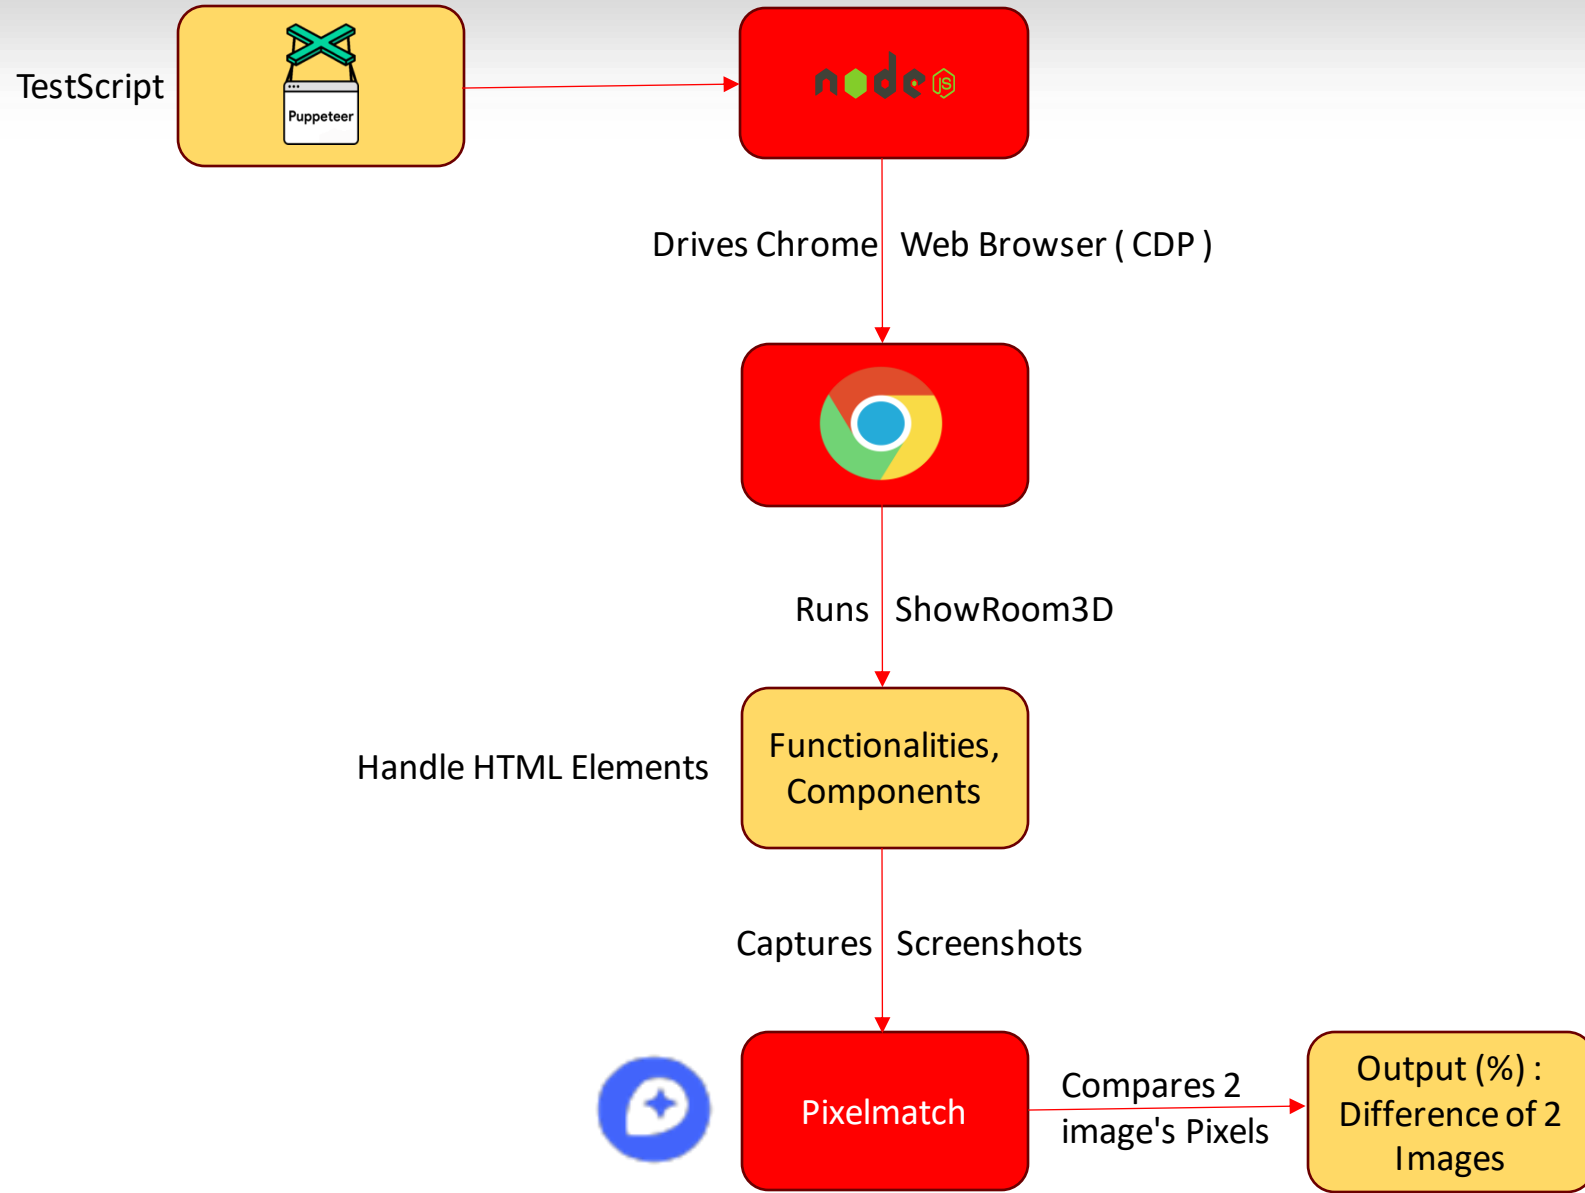 TestScript
Puppeteer
node JS
Drives Chrome Web Browser ( CDP )
Runs ShowRoom3D
Handle HTML Elements
Functionalities,
Components
Captures Screenshots
Pixelmatch
Compares 2
image's Pixels
Output (%) :
Difference of 2
Images